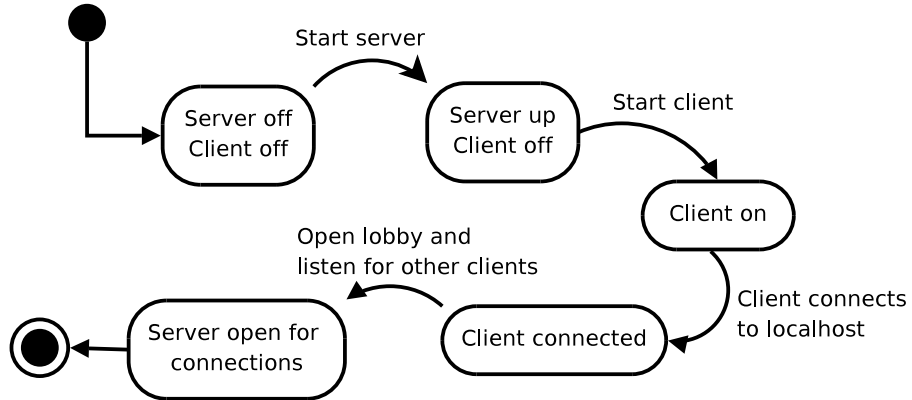 Start server
Server off
Client off
Server up
Client off
Start client
Client on
Client connects
to localhost
Client connected
Open lobby and
listen for other clients
Server open for
connections